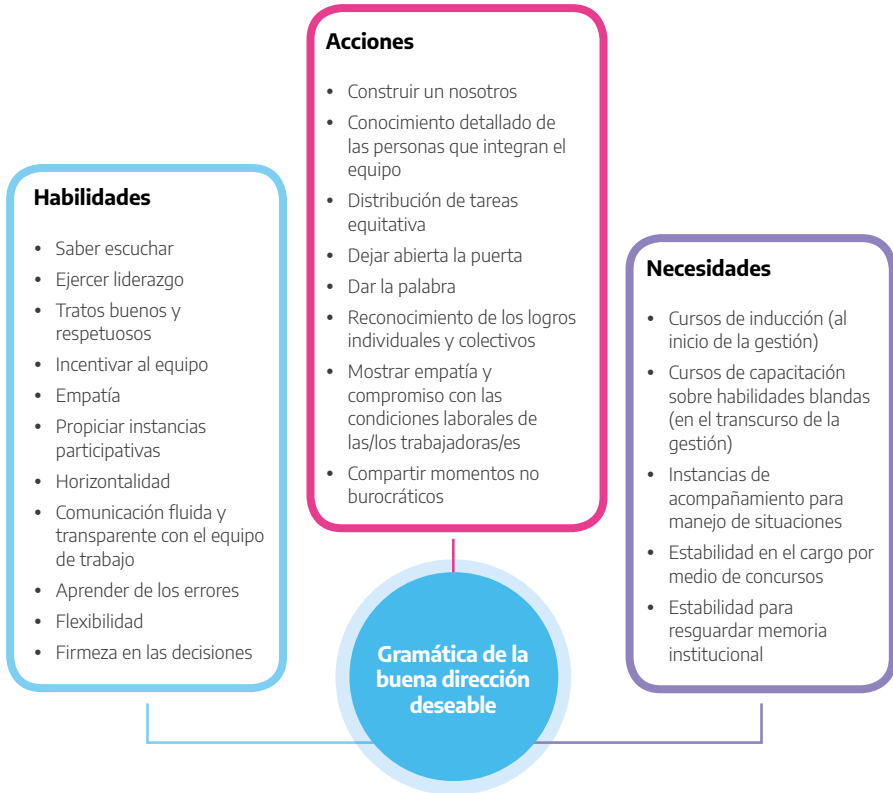 Acciones
• Construir un nosotros
• Conocimiento detallado de
las personas que integran el
equipo
• Distribución de tareas
equitativa
• Dejar abierta la puerta
• Dar la palabra
• Reconocimiento de los logros
individuales y colectivos
• Mostrar empatía y
compromiso con las
condiciones laborales de
las/los trabajadoras/es
• Compartir momentos no
burocráticos
Habilidades
• Saber escuchar
• Ejercer liderazgo
• Tratos buenos y
respetuosos
• Incentivar al equipo
• Empatía
• Propiciar instancias
participativas
• Horizontalidad
• Comunicación fluida y
transparente con el equipo
de trabajo
• Aprender de los errores
• Flexibilidad
• Firmeza en las decisiones
Necesidades
• Cursos de inducción (al
inicio de la gestión)
• Cursos de capacitación
sobre habilidades blandas
(en el transcurso de la
gestión)
• Instancias de
acompañamiento para
manejo de situaciones
• Estabilidad en el cargo por
medio de concursos
• Estabilidad para
resguardar memoria
institucional
Gramática de la
buena dirección
deseable